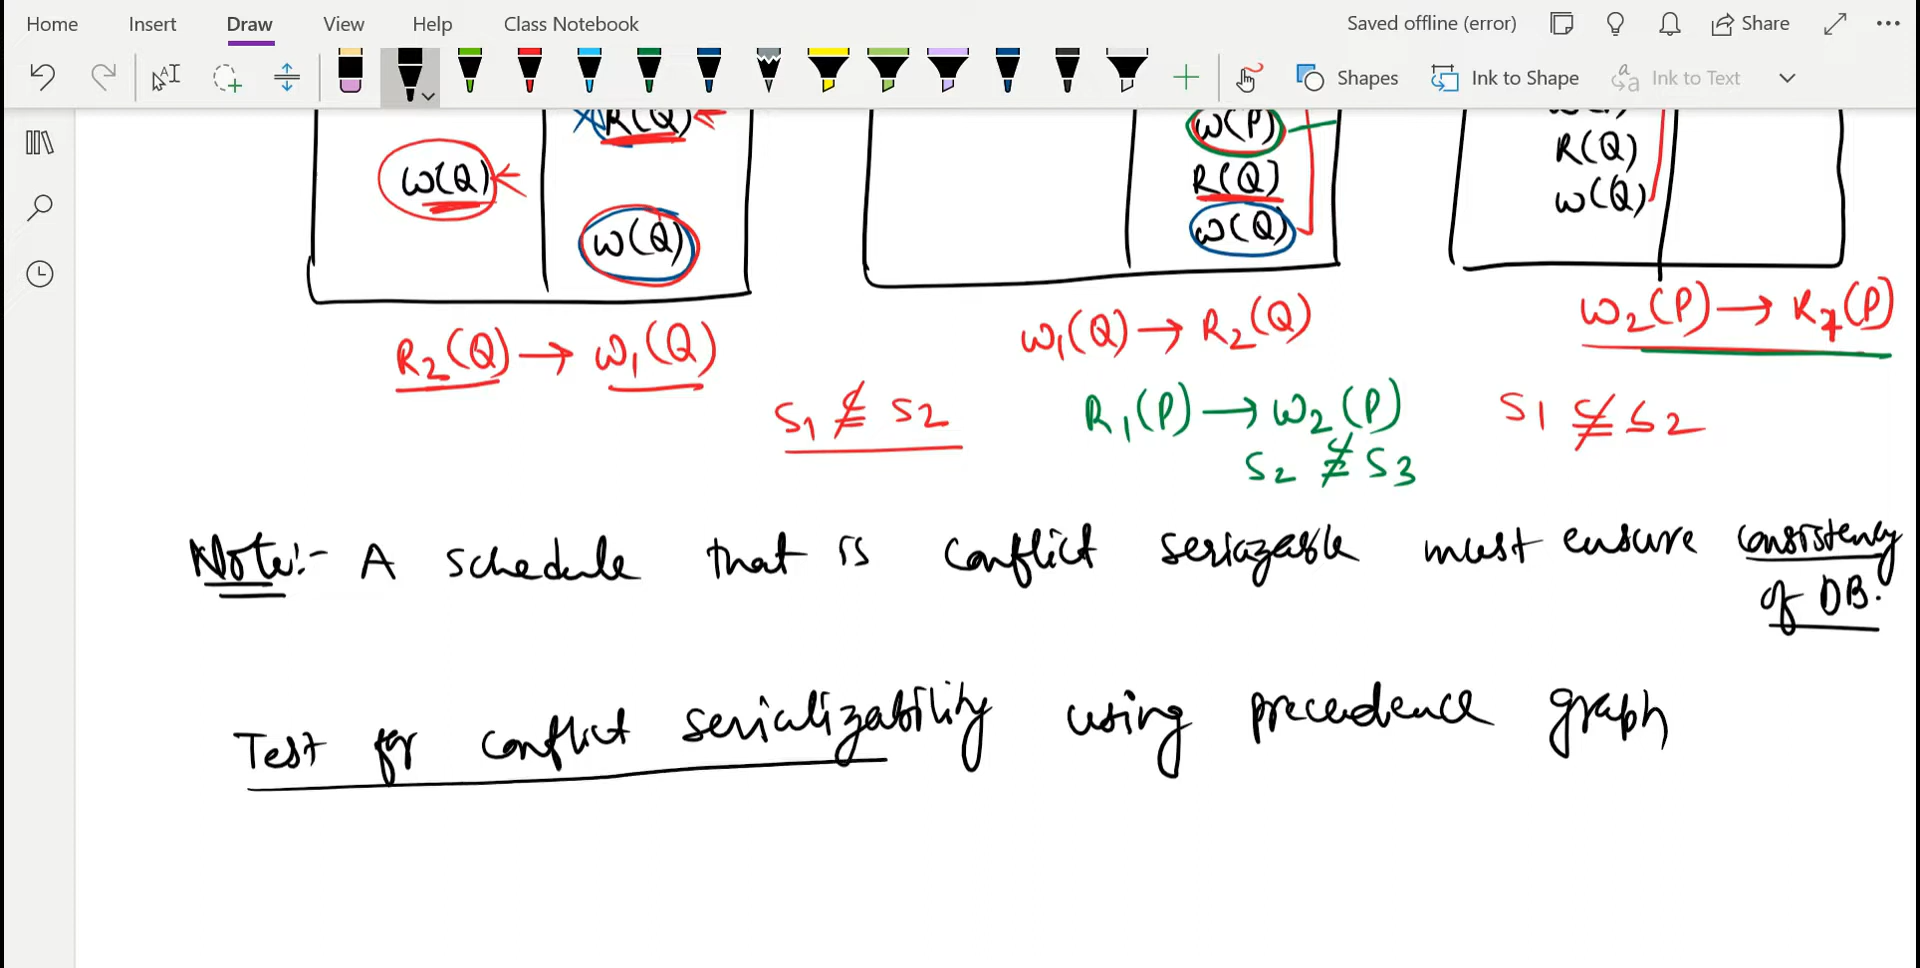 Home Insert Draw View Help Class Notebook Saved offline (error) Share
Shapes Ink to Shape Ink to Text
R(Q) W(P)
R(Q)
W(Q) R(Q) W(Q)
W(Q) W(Q)
R2(Q) → W1(Q) W1(Q) → R2(Q) W2(P) → R1(P)
S1 ≢ S2 R1(P) → W2(P) S1 ≢ S2
S2 ≢ S3
Note:- A schedule that is conflict seriazable must ensure consistency
of DB.
Test for conflict serializability using precedence graph